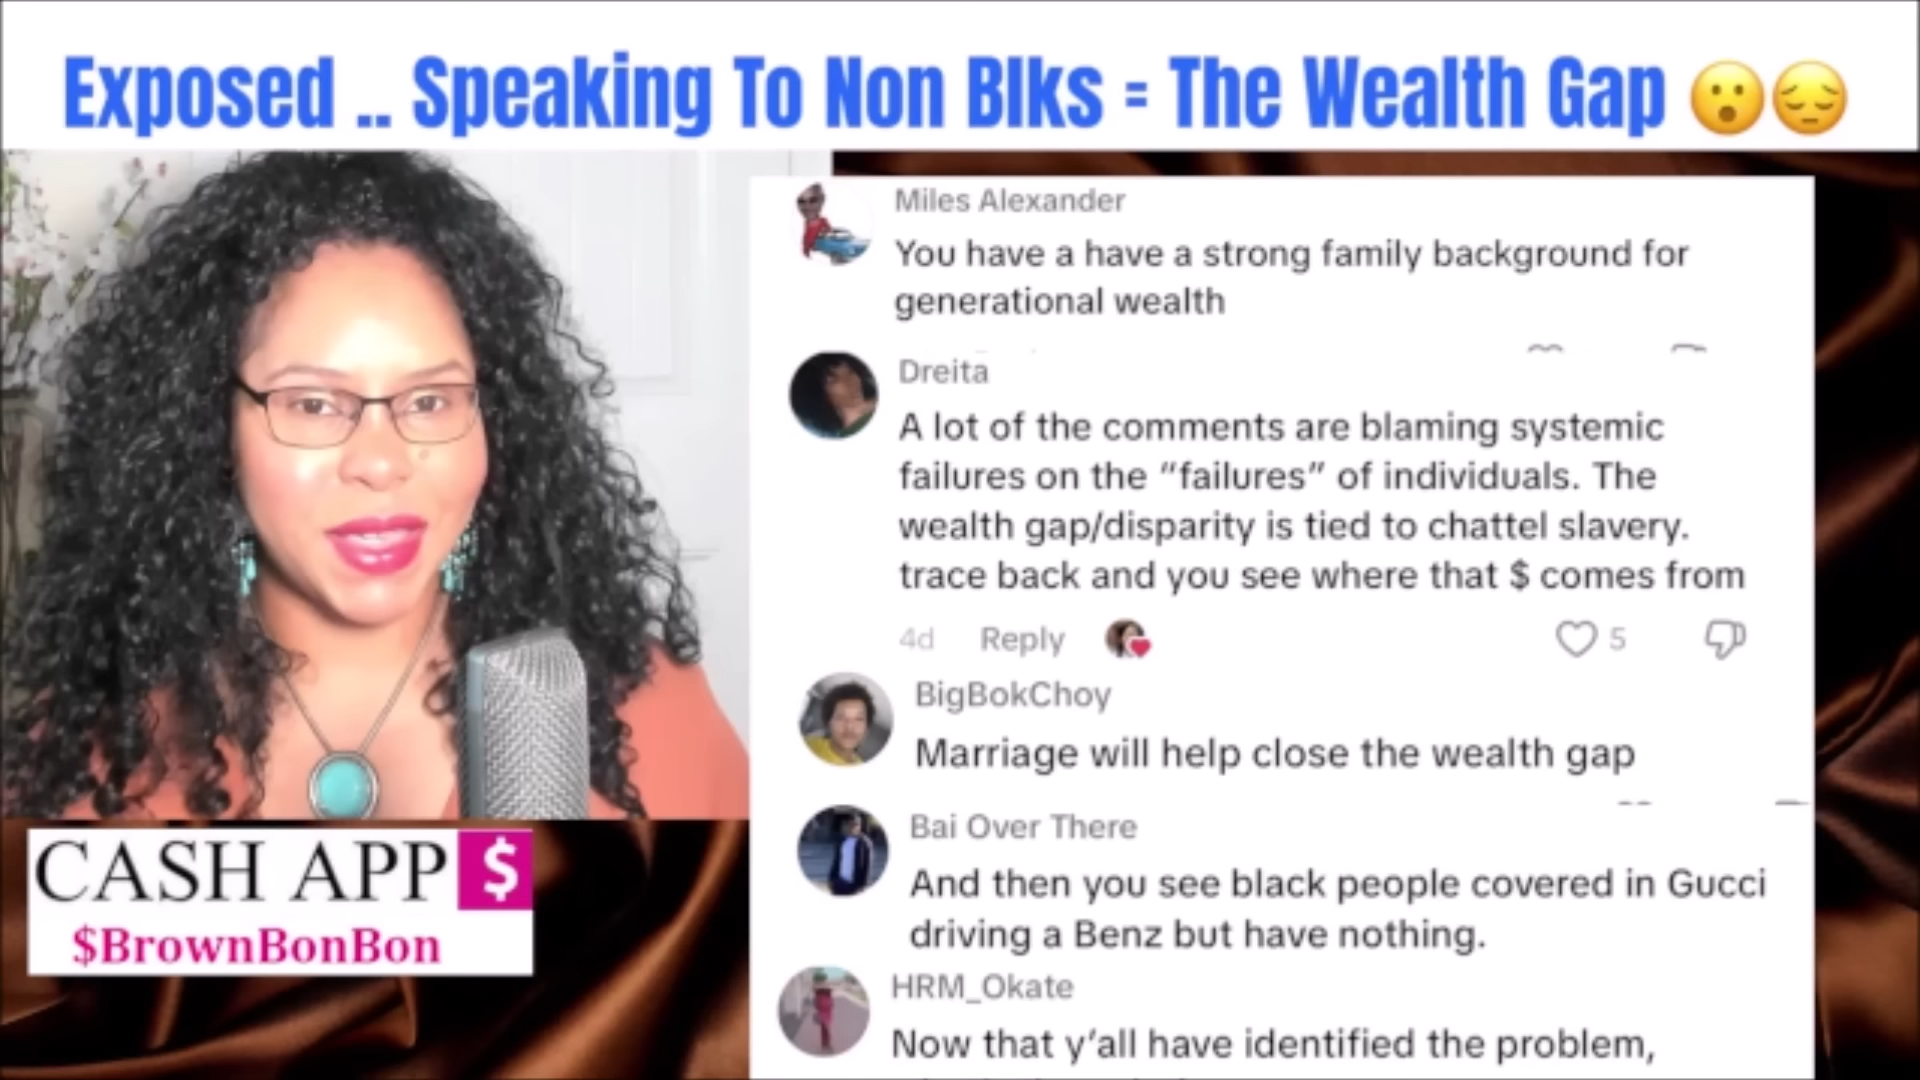 Exposed .. Speaking To Non Blks = The Wealth Gap 😮😔
Miles Alexander
You have a have a strong family background for
generational wealth
Dreita
A lot of the comments are blaming systemic
failures on the “failures” of individuals. The
wealth gap/disparity is tied to chattel slavery.
trace back and you see where that $ comes from
4d Reply 5
BigBokChoy
Marriage will help close the wealth gap
Bai Over There
And then you see black people covered in Gucci
driving a Benz but have nothing.
HRM_Okate
Now that y’all have identified the problem,
CASH APP $
$BrownBonBon